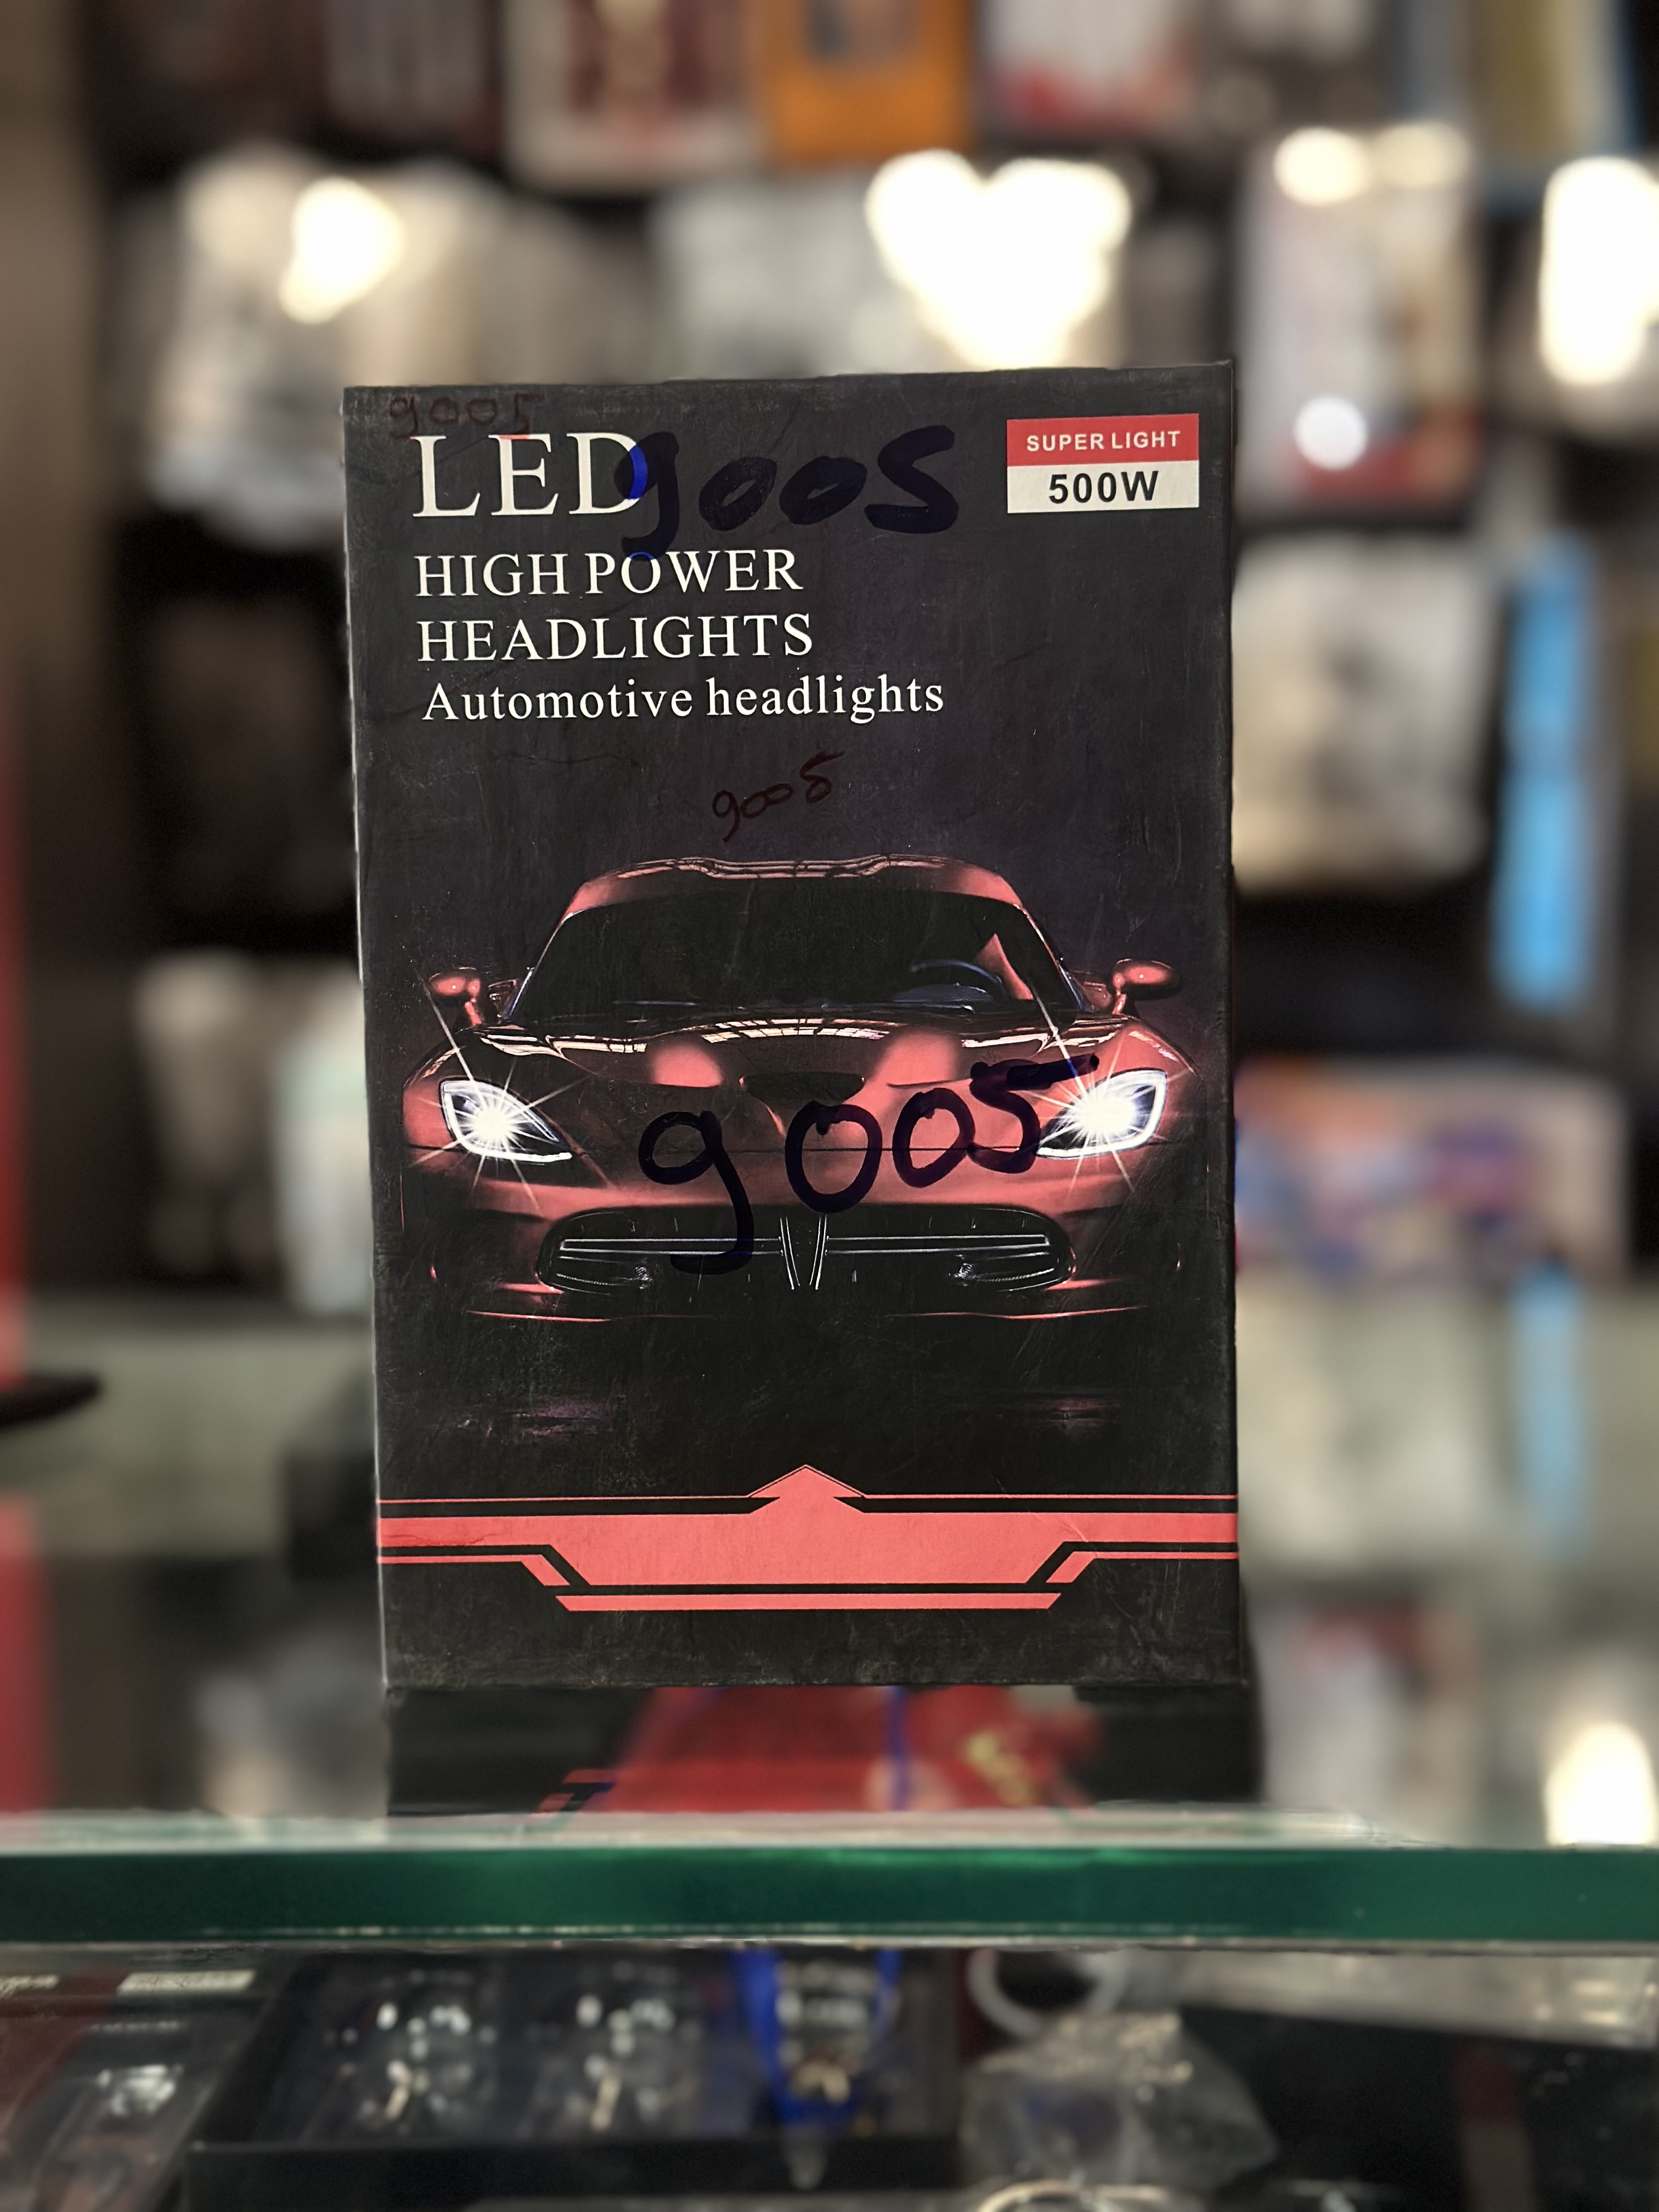 9005
LED 9005
SUPER LIGHT
500W
HIGH POWER
HEADLIGHTS
Automotive headlights
9005
9005